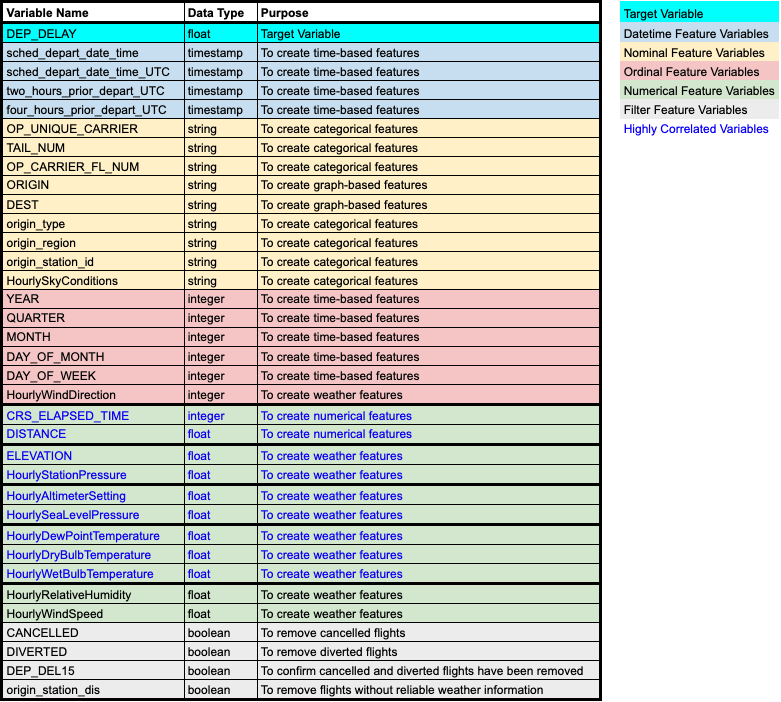 Variable Name Data Type Purpose
DEP_DELAY float Target Variable
sched_depart_date_time timestamp To create time-based features
sched_depart_date_time_UTC timestamp To create time-based features
two_hours_prior_depart_UTC timestamp To create time-based features
four_hours_prior_depart_UTC timestamp To create time-based features
OP_UNIQUE_CARRIER string To create categorical features
TAIL_NUM string To create categorical features
OP_CARRIER_FL_NUM string To create categorical features
ORIGIN string To create graph-based features
DEST string To create graph-based features
origin_type string To create categorical features
origin_region string To create categorical features
origin_station_id string To create categorical features
HourlySkyConditions string To create categorical features
YEAR integer To create time-based features
QUARTER integer To create time-based features
MONTH integer To create time-based features
DAY_OF_MONTH integer To create time-based features
DAY_OF_WEEK integer To create time-based features
HourlyWindDirection integer To create weather features
CRS_ELAPSED_TIME integer To create numerical features
DISTANCE float To create numerical features
ELEVATION float To create weather features
HourlyStationPressure float To create weather features
HourlyAltimeterSetting float To create weather features
HourlySeaLevelPressure float To create weather features
HourlyDewPointTemperature float To create weather features
HourlyDryBulbTemperature float To create weather features
HourlyWetBulbTemperature float To create weather features
HourlyRelativeHumidity float To create weather features
HourlyWindSpeed float To create weather features
CANCELLED boolean To remove cancelled flights
DIVERTED boolean To remove diverted flights
DEP_DEL15 boolean To confirm cancelled and diverted flights have been removed
origin_station_dis boolean To remove flights without reliable weather information
Target Variable
Datetime Feature Variables
Nominal Feature Variables
Ordinal Feature Variables
Numerical Feature Variables
Filter Feature Variables
Highly Correlated Variables